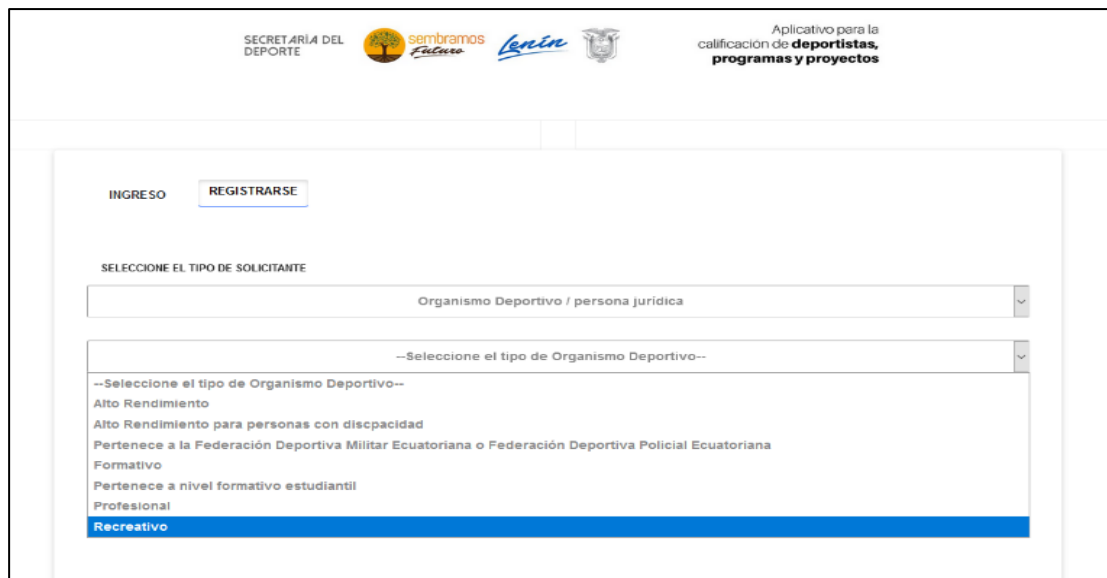 SECRETARÍA DEL
DEPORTE
sembramos
Futuro
Lenín
Aplicativo para la
calificación de deportistas,
programas y proyectos
INGRESO
REGISTRARSE
SELECCIONE EL TIPO DE SOLICITANTE
Organismo Deportivo / persona jurídica
--Seleccione el tipo de Organismo Deportivo--
--Seleccione el tipo de Organismo Deportivo--
Alto Rendimiento
Alto Rendimiento para personas con discpacidad
Pertenece a la Federación Deportiva Militar Ecuatoriana o Federación Deportiva Policial Ecuatoriana
Formativo
Pertenece a nivel formativo estudiantil
Profesional
Recreativo